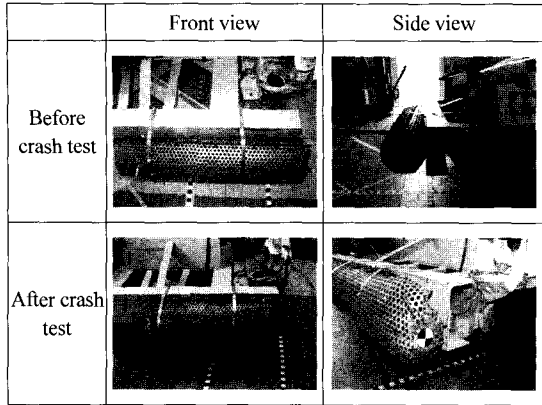 Front view
Side view
Before
crash test
After crash
test